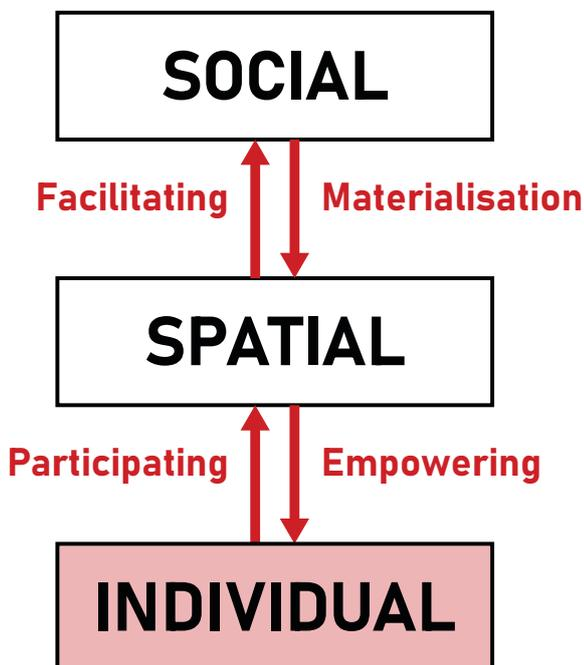 SOCIAL
Facilitating Materialisation
SPATIAL
Participating Empowering
INDIVIDUAL